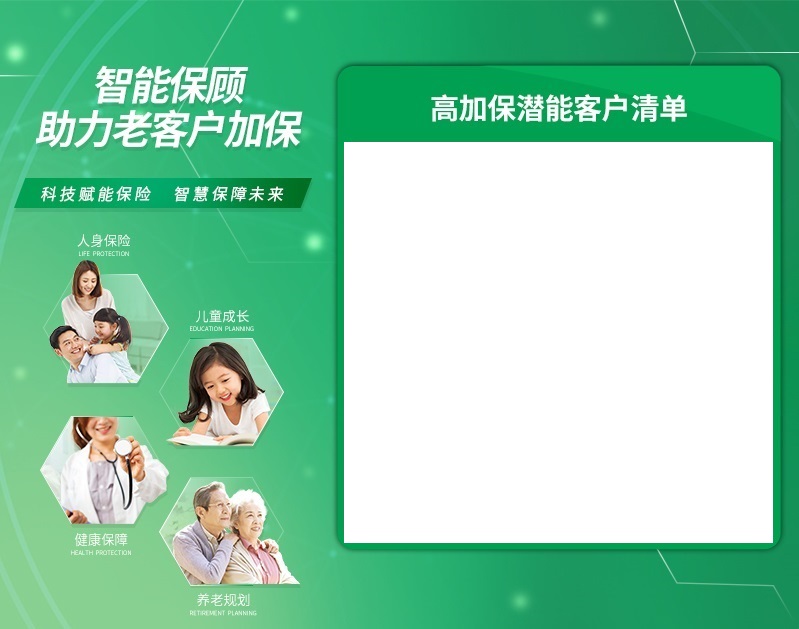 智能保顾
助力老客户加保
科技赋能保险 智慧保障未来
高加保潜能客户清单
人身保险
LIFE PROTECTION
儿童成长
EDUCATION PLANNING
健康保障
HEALTH PROTECTION
养老规划
RETIREMENT PLANNING